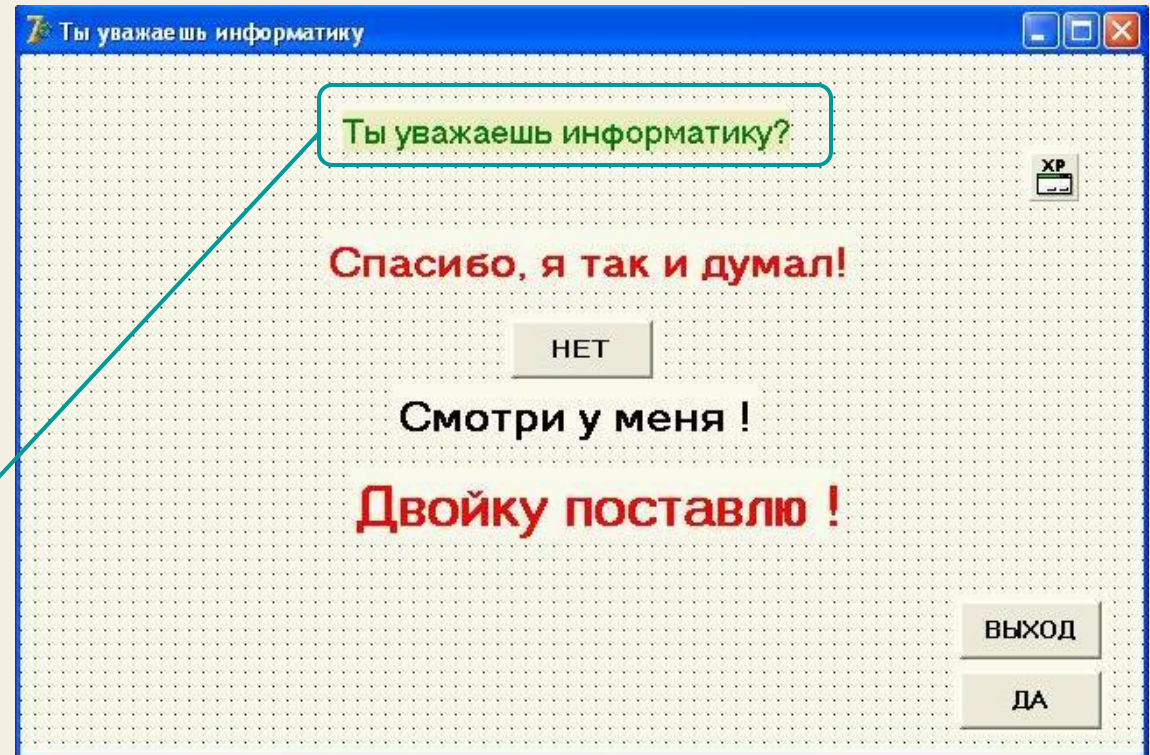 Ты уважаешь информатику
Ты уважаешь информатику?
XP
Спасибо, я так и думал!
НЕТ
Смотри у меня !
Двойку поставлю !
ВЫХОД
ДА